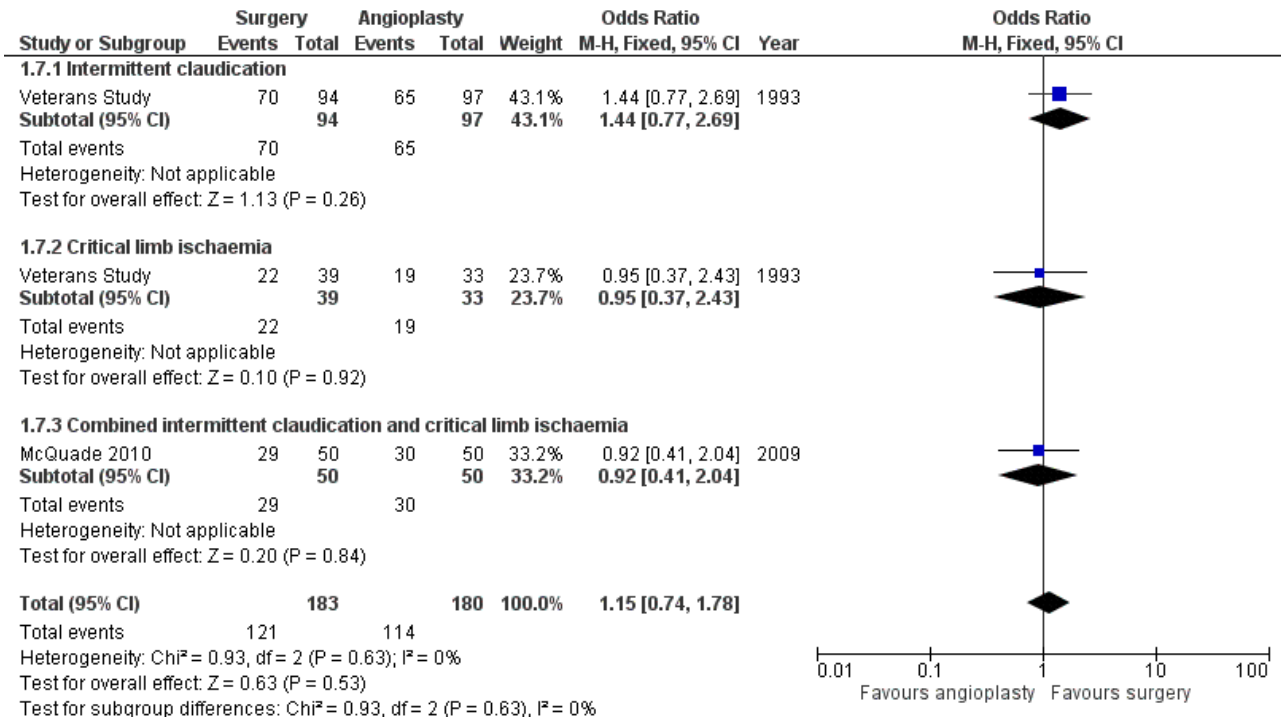 Surgery Angioplasty Odds Ratio Odds Ratio
Study or Subgroup Events Total Events Total Weight M-H, Fixed, 95% CI Year M-H, Fixed, 95% CI
1.7.1 Intermittent claudication
Veterans Study 70 94 65 97 43.1% 1.44 [0.77, 2.69] 1993
Subtotal (95% CI) 94 97 43.1% 1.44 [0.77, 2.69]
Total events 70 65
Heterogeneity: Not applicable
Test for overall effect: Z = 1.13 (P = 0.26)
1.7.2 Critical limb ischaemia
Veterans Study 22 39 19 33 23.7% 0.95 [0.37, 2.43] 1993
Subtotal (95% CI) 39 33 23.7% 0.95 [0.37, 2.43]
Total events 22 19
Heterogeneity: Not applicable
Test for overall effect: Z = 0.10 (P = 0.92)
1.7.3 Combined intermittent claudication and critical limb ischaemia
McQuade 2010 29 50 30 50 33.2% 0.92 [0.41, 2.04] 2009
Subtotal (95% CI) 50 50 33.2% 0.92 [0.41, 2.04]
Total events 29 30
Heterogeneity: Not applicable
Test for overall effect: Z = 0.20 (P = 0.84)
Total (95% CI) 183 180 100.0% 1.15 [0.74, 1.78]
Total events 121 114
Heterogeneity: Chi² = 0.93, df = 2 (P = 0.63); I² = 0%
Test for overall effect: Z = 0.63 (P = 0.53)
Test for subgroup differences: Chi² = 0.93, df = 2 (P = 0.63), I² = 0%
0.01 0.1 1 10 100
Favours angioplasty Favours surgery